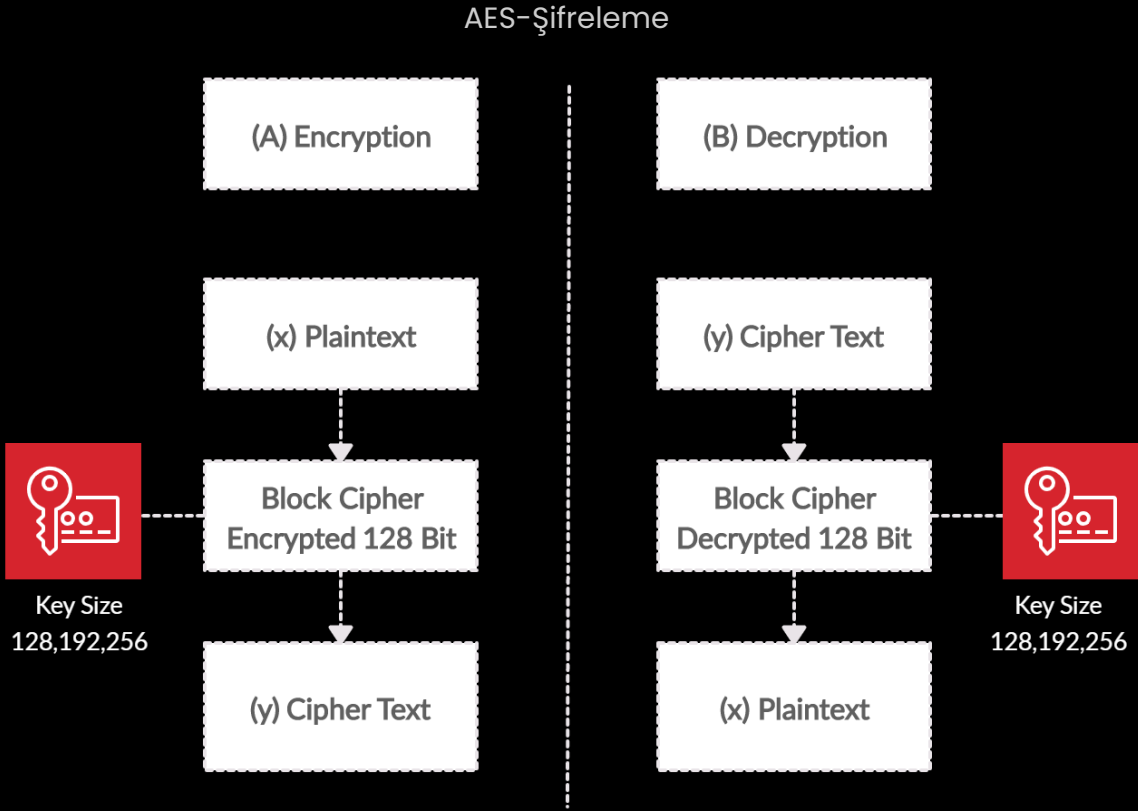 AES-Şifreleme
(A) Encryption
(B) Decryption
(x) Plaintext
(y) Cipher Text
Block Cipher
Encrypted 128 Bit
Block Cipher
Decrypted 128 Bit
Key Size
128,192,256
Key Size
128,192,256
(y) Cipher Text
(x) Plaintext